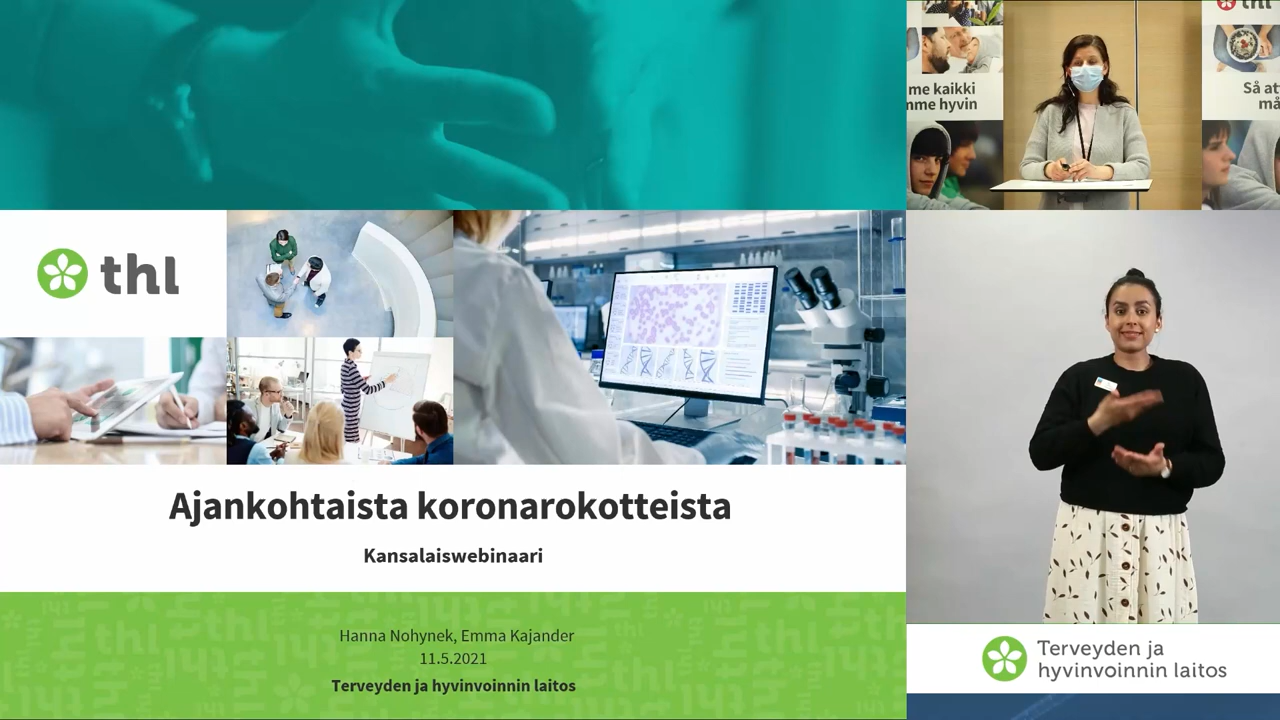 thl
Ajankohtaista koronarokotteista
Kansalaiswebinaari
Hanna Nohynek, Emma Kajander
11.5.2021
Terveyden ja hyvinvoinnin laitos
thl
me kaikki
mme hyvin
Så at
må
Terveyden ja
hyvinvoinnin laitos